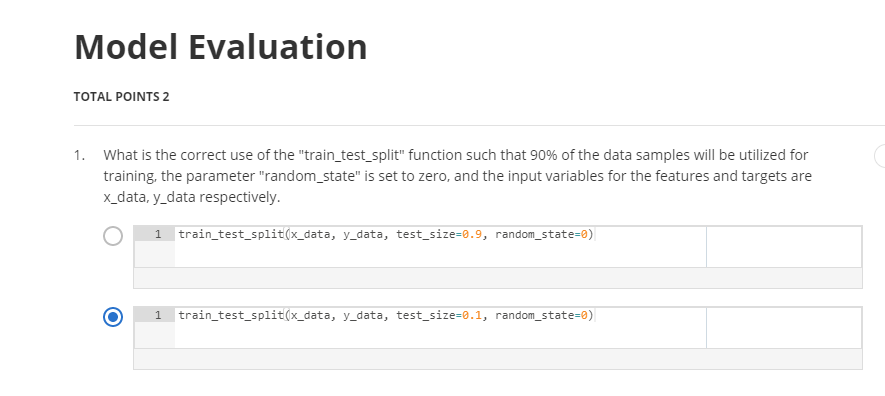 Model Evaluation
TOTAL POINTS 2
1. What is the correct use of the "train_test_split" function such that 90% of the data samples will be utilized for
training, the parameter "random_state" is set to zero, and the input variables for the features and targets are
x_data, y_data respectively.
1 train_test_split(x_data, y_data, test_size=0.9, random_state=0)
1 train_test_split(x_data, y_data, test_size=0.1, random_state=0)